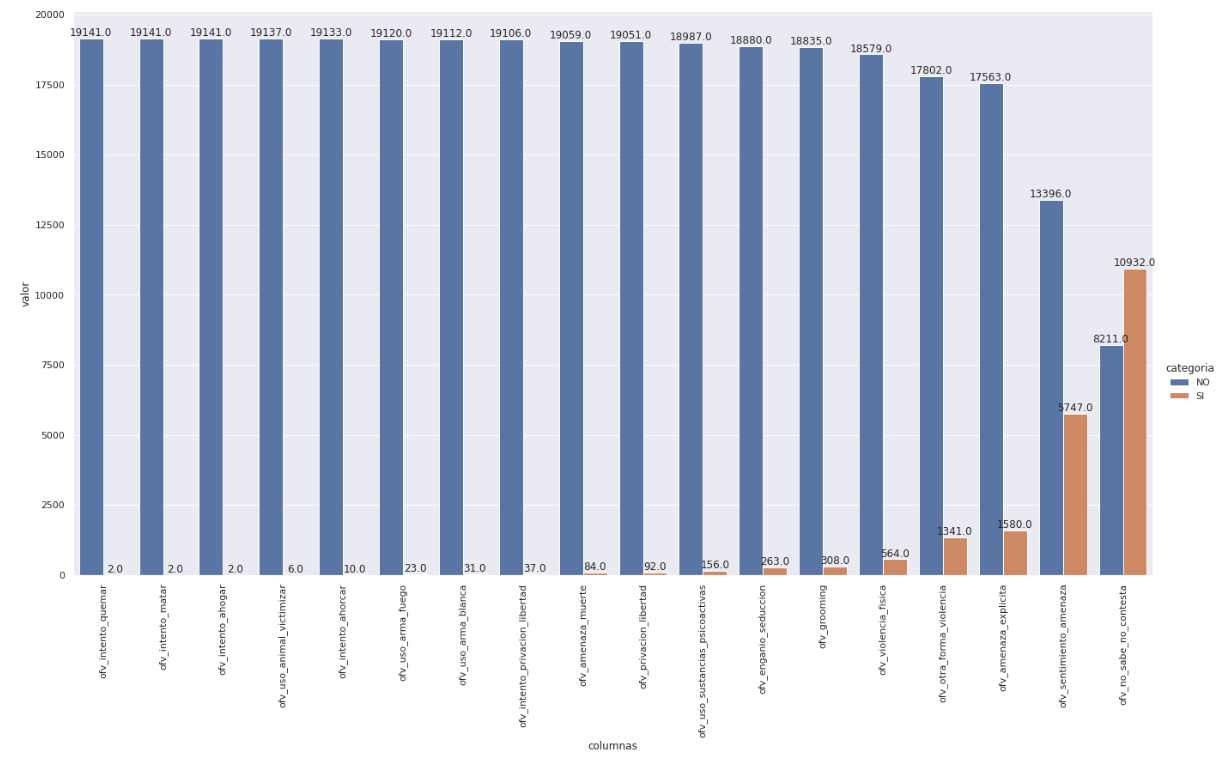 20000
19141.0 19141.0 19141.0 19137.0 19133.0 19120.0 19112.0 19106.0 19059.0 19051.0 18987.0 18880.0 18835.0 18579.0
17802.0
17563.0
17500
15000
13396.0
12500
10932.0
10000
valor
8211.0
7500
categoria
NO
SI
5747.0
5000
2500
1580.0
1341.0
2.0 2.0 2.0 6.0 10.0 23.0 31.0 37.0 84.0 92.0 156.0 263.0 308.0 564.0
0
ofv_intento_quemar
ofv_intento_matar
ofv_intento_ahogar
ofv_uso_animal_victimizar
ofv_intento_ahorcar
ofv_uso_arma_fuego
ofv_uso_arma_blanca
ofv_intento_privacion_libertad
ofv_amenaza_muerte
ofv_privacion_libertad
ofv_uso_sustancias_psicoactivas
ofv_enganio_seduccion
ofv_grooming
ofv_violencia_fisica
ofv_otra_forma_violencia
ofv_amenaza_explicita
ofv_sentimiento_amenaza
ofv_no_sabe_no_contesta
columnas